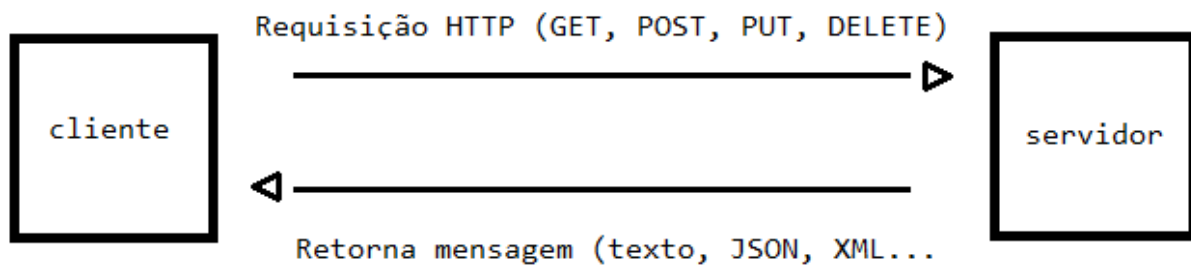 Requisição HTTP (GET, POST, PUT, DELETE)
cliente
servidor
Retorna mensagem (texto, JSON, XML...